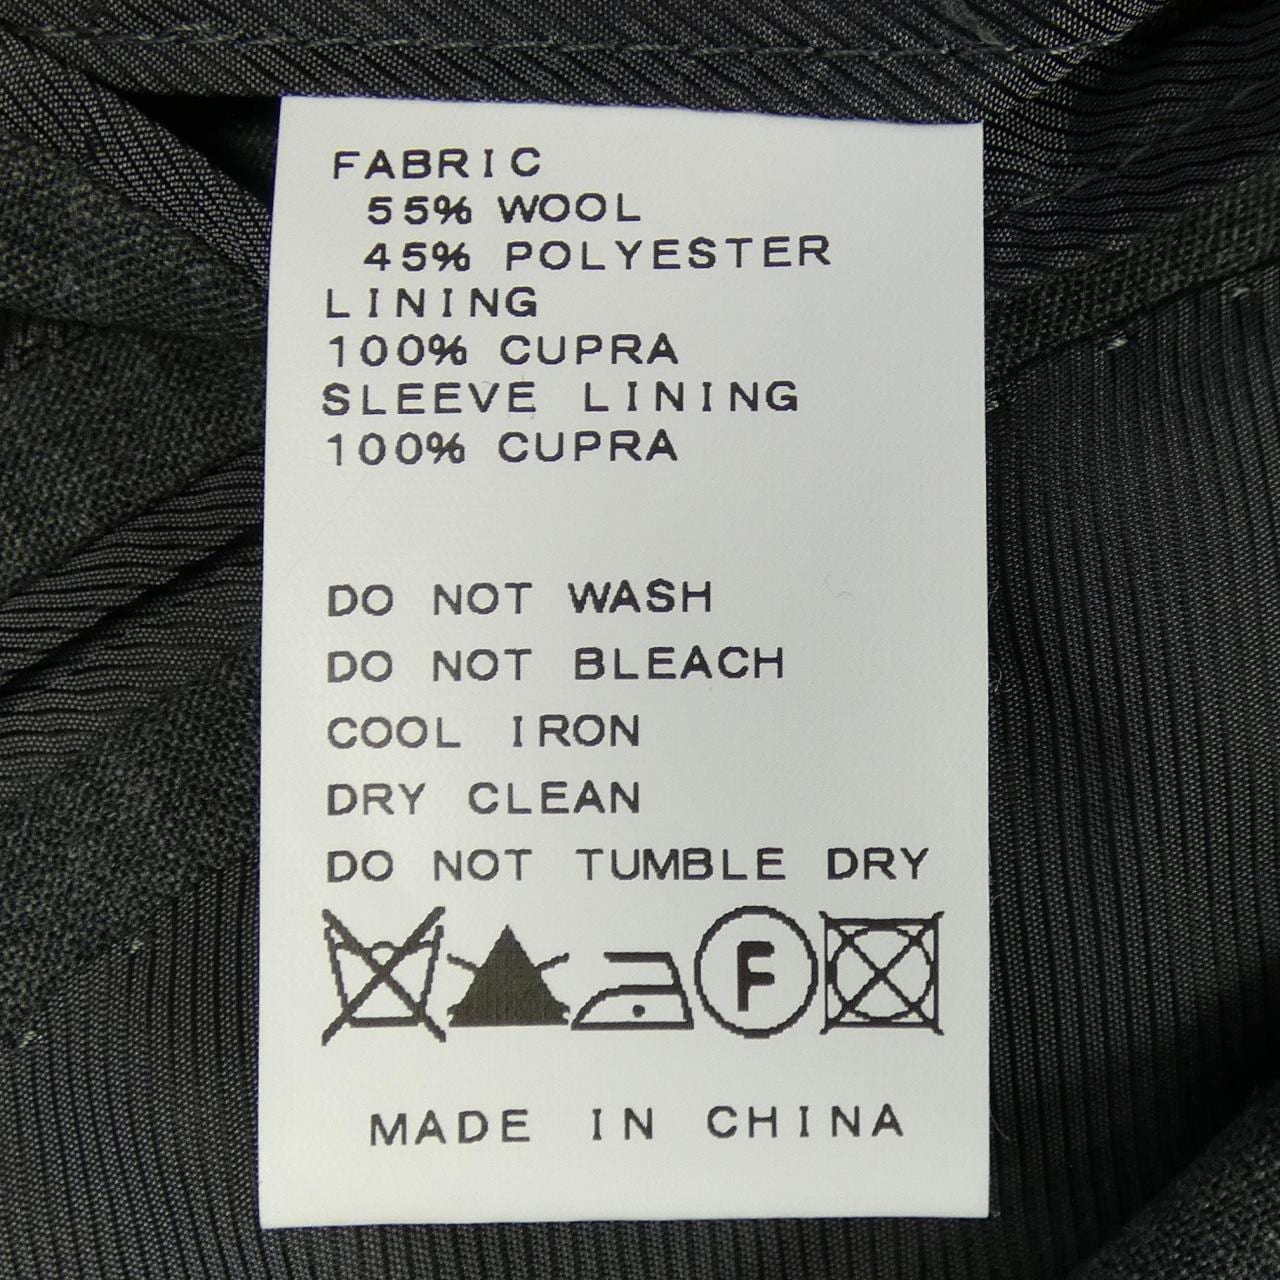 FABRIC
55% WOOL
45% POLYESTER
LINING
100% CUPRA
SLEEVE LINING
100% CUPRA
DO NOT WASH
DO NOT BLEACH
COOL IRON
DRY CLEAN
DO NOT TUMBLE DRY
F
MADE IN CHINA